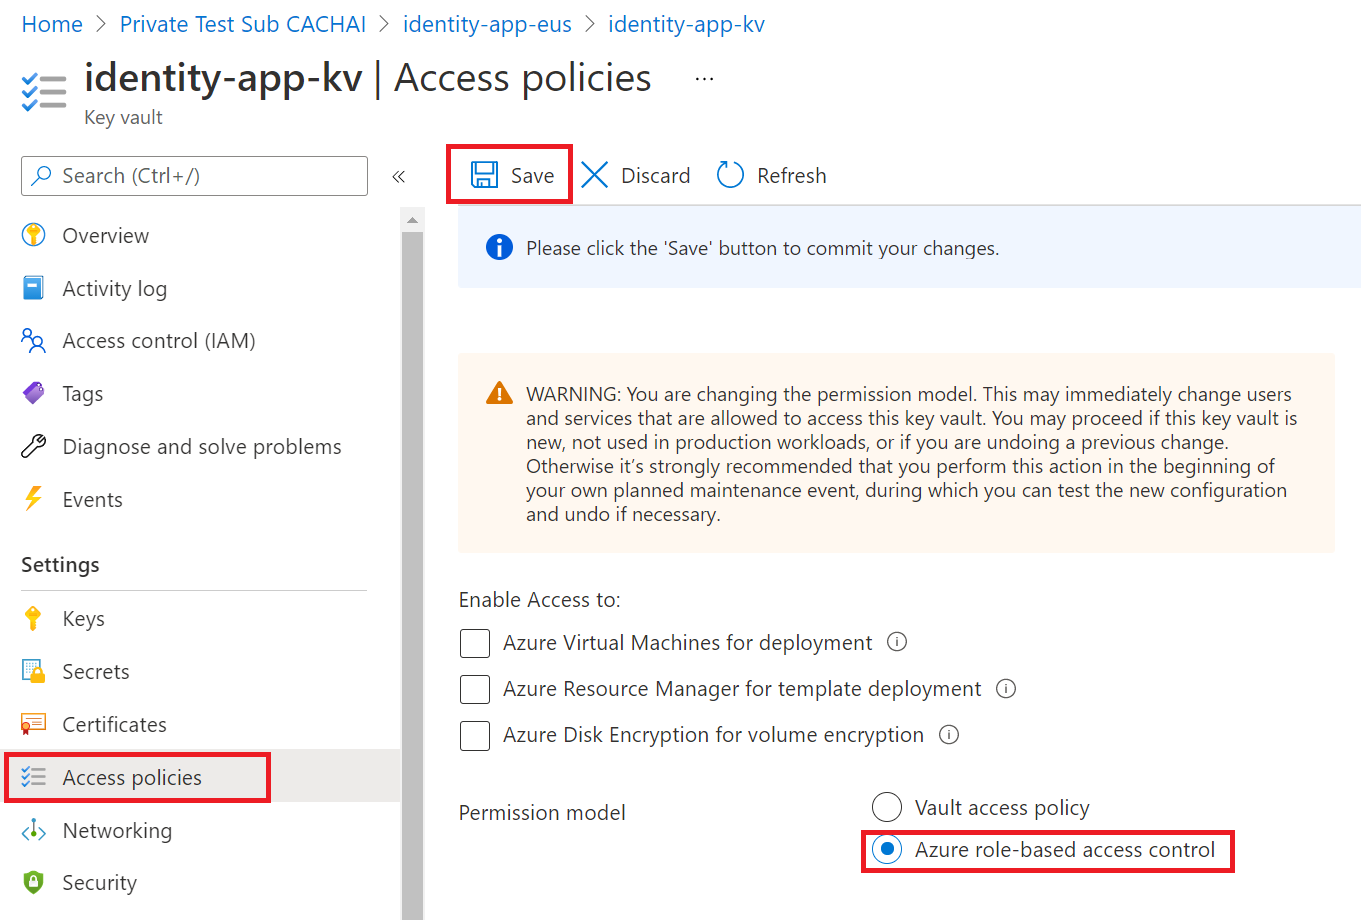 Home > Private Test Sub CACHAI > identity-app-eus > identity-app-kv
identity-app-kv | Access policies ...
Key vault
Search (Ctrl+/)
«
Overview
Activity log
Access control (IAM)
Tags
Diagnose and solve problems
Events
Settings
Keys
Secrets
Certificates
Access policies
Networking
Security
Save
Discard
Refresh
Please click the 'Save' button to commit your changes.
WARNING: You are changing the permission model. This may immediately change users
and services that are allowed to access this key vault. You may proceed if this key vault is
new, not used in production workloads, or if you are undoing a previous change.
Otherwise it’s strongly recommended that you perform this action in the beginning of
your own planned maintenance event, during which you can test the new configuration
and undo if necessary.
Enable Access to:
Azure Virtual Machines for deployment
Azure Resource Manager for template deployment
Azure Disk Encryption for volume encryption
Permission model
Vault access policy
Azure role-based access control